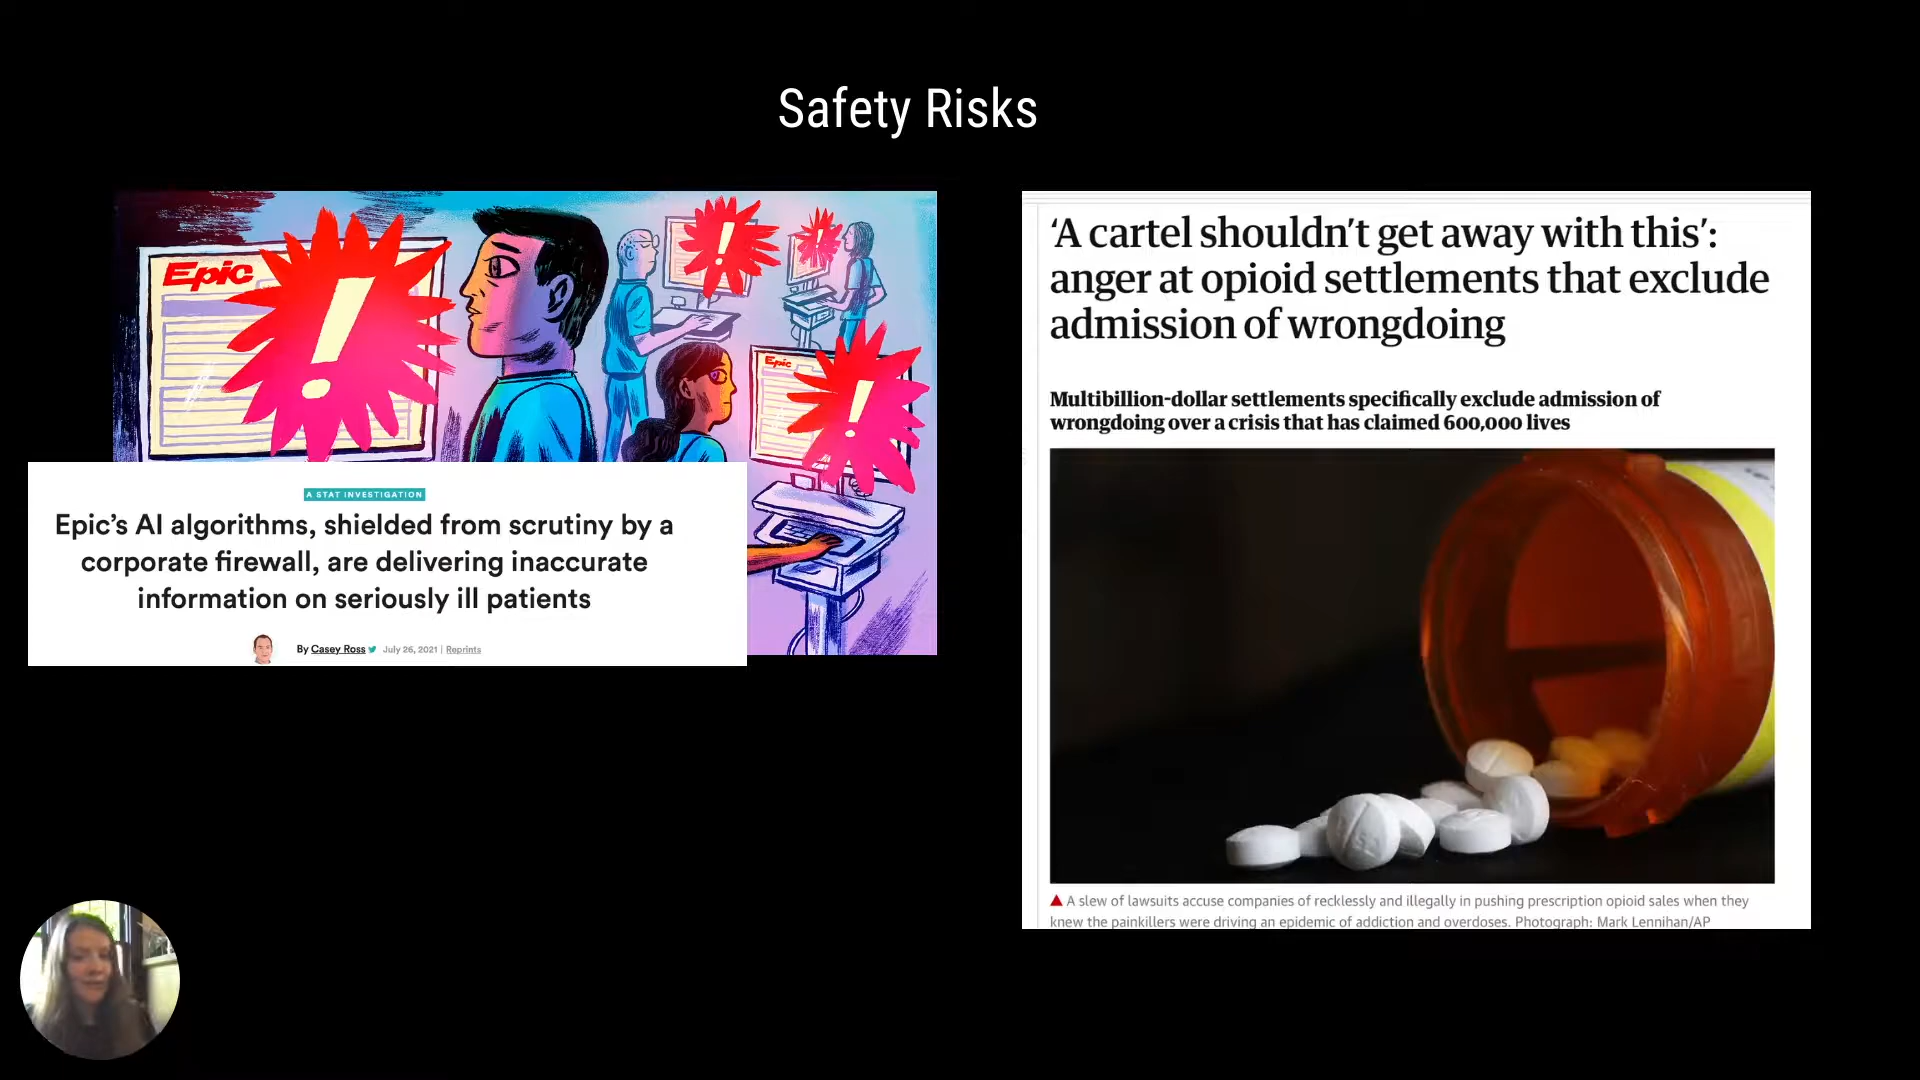 Safety Risks
Epic
Epic
A STAT INVESTIGATION
Epic’s AI algorithms, shielded from scrutiny by a
corporate firewall, are delivering inaccurate
information on seriously ill patients
By Casey Ross July 26, 2021 | Reprints
‘A cartel shouldn’t get away with this’:
anger at opioid settlements that exclude
admission of wrongdoing
Multibillion-dollar settlements specifically exclude admission of
wrongdoing over a crisis that has claimed 600,000 lives
A slew of lawsuits accuse companies of recklessly and illegally in pushing prescription opioid sales when they
knew the painkillers were driving an epidemic of addiction and overdoses. Photograph: Mark Lennihan/AP